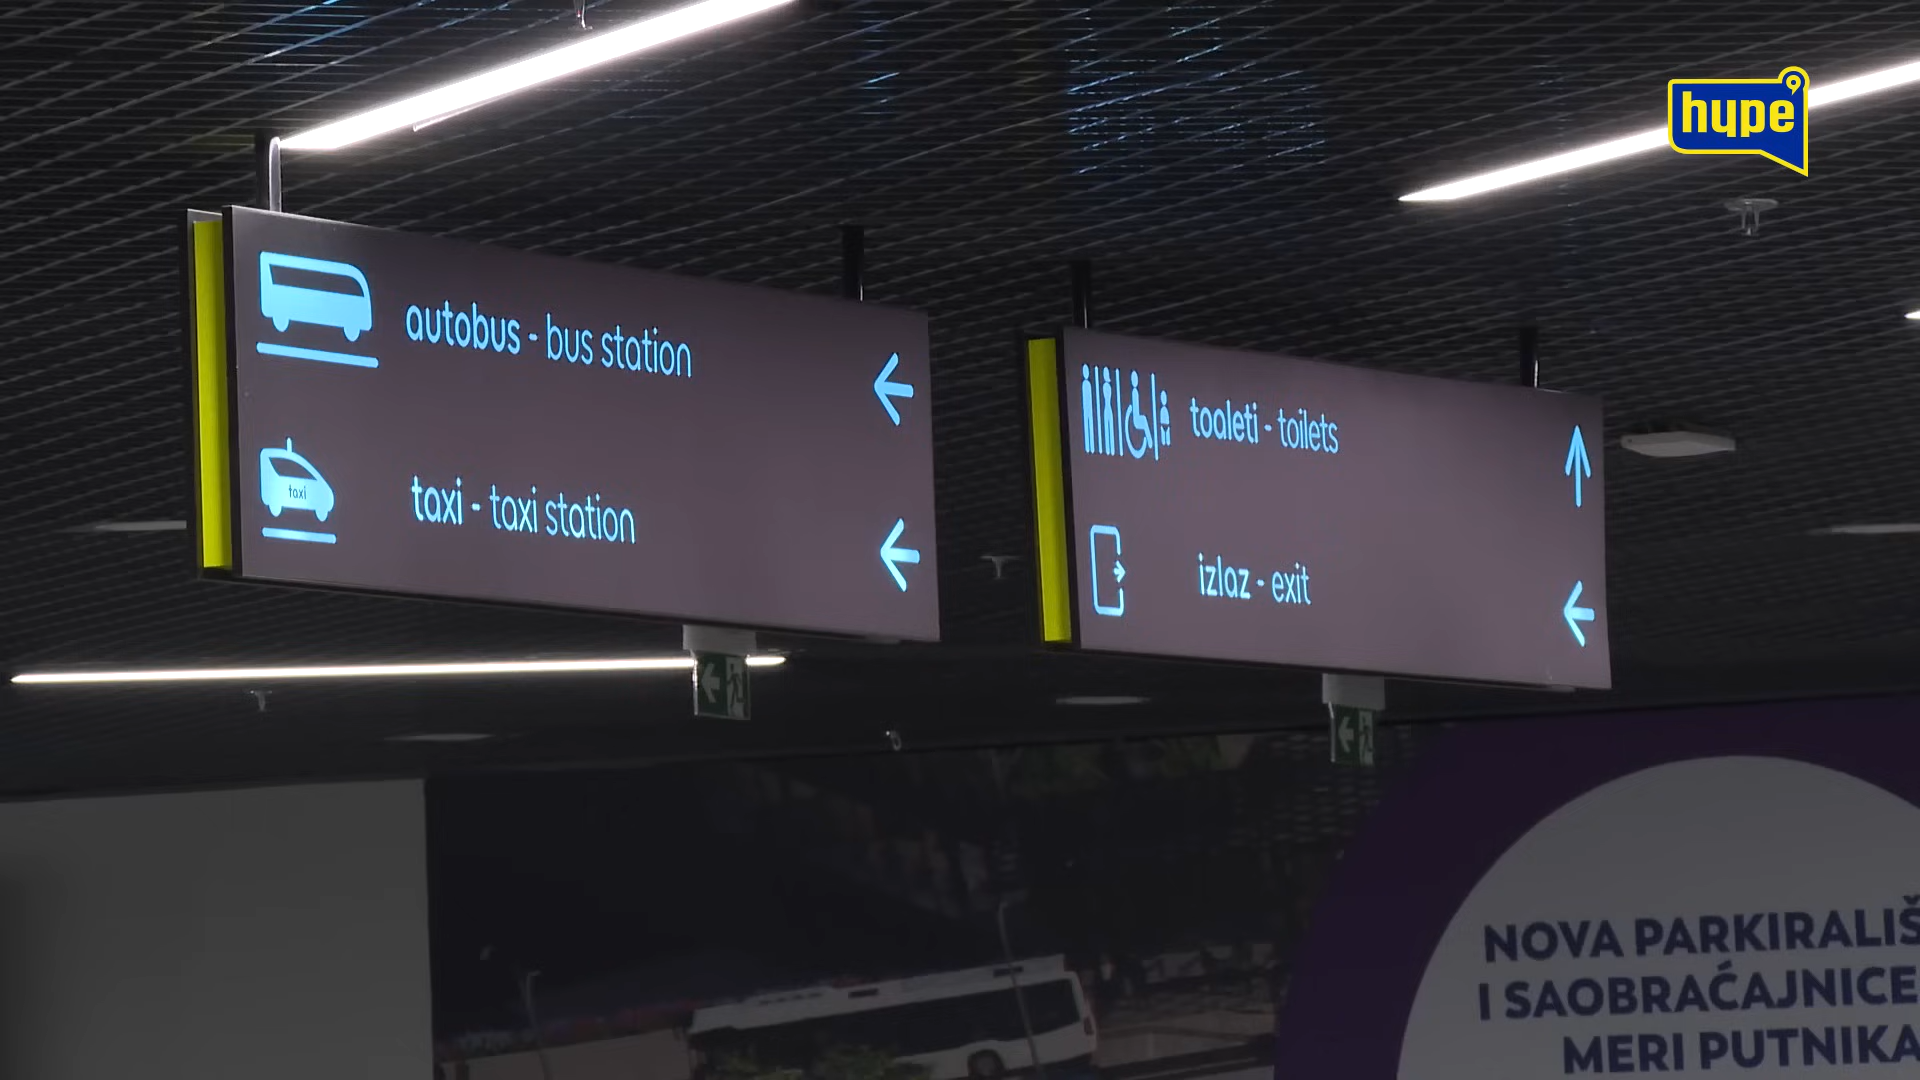 hype
autobus - bus station
taxi
taxi - taxi station
toaleti - toilets
izlaz - exit
NOVA PARKIRALIŠ
I SAOBRAĆAJNICE
MERI PUTNIKA